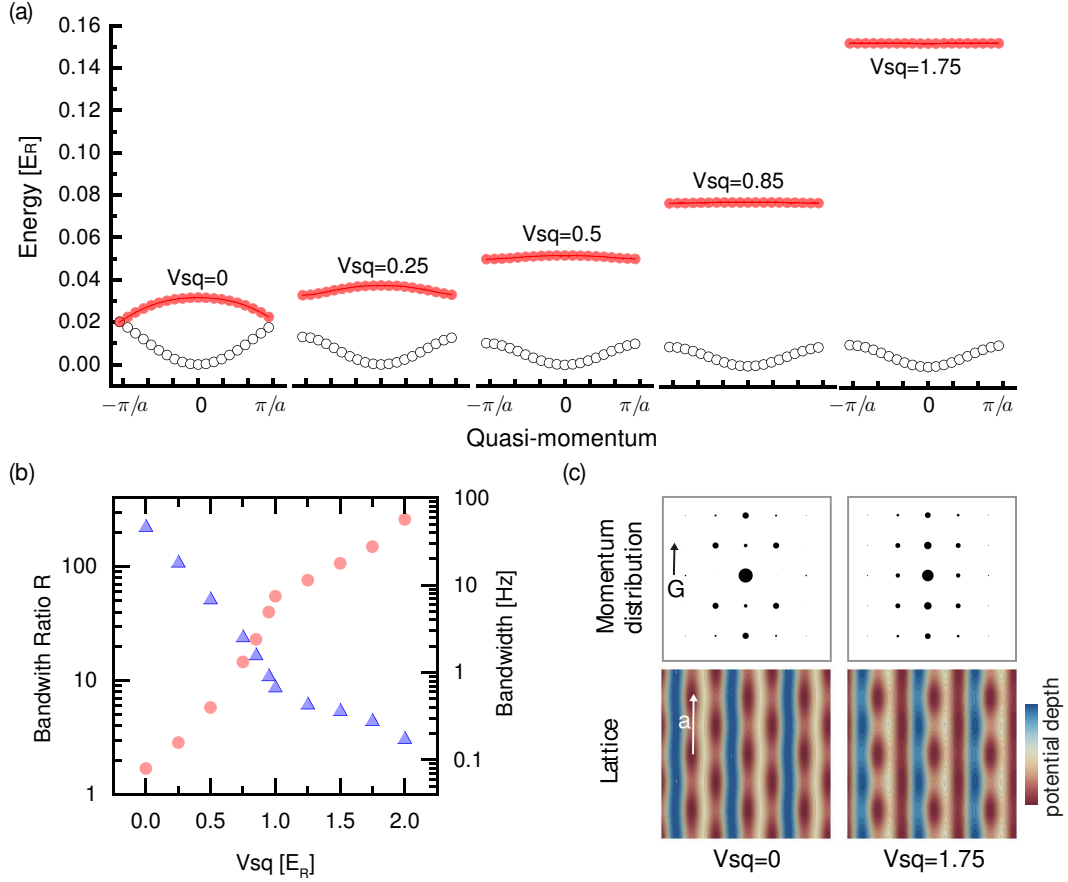 (a)
0.16
0.14
0.12
0.10
0.08
0.06
0.04
0.02
0.00
Energy [ER]
Vsq=0
Vsq=0.25
Vsq=0.5
Vsq=0.85
Vsq=1.75
−π/a 0 π/a −π/a 0 π/a −π/a 0 π/a
Quasi-momentum
(b)
100
10
1
Bandwith Ratio R
100
10
1
0.1
Bandwidth [Hz]
0.0 0.5 1.0 1.5 2.0
Vsq [E_R]
(c)
Momentum
distribution
G
Lattice
a
potential depth
Vsq=0 Vsq=1.75